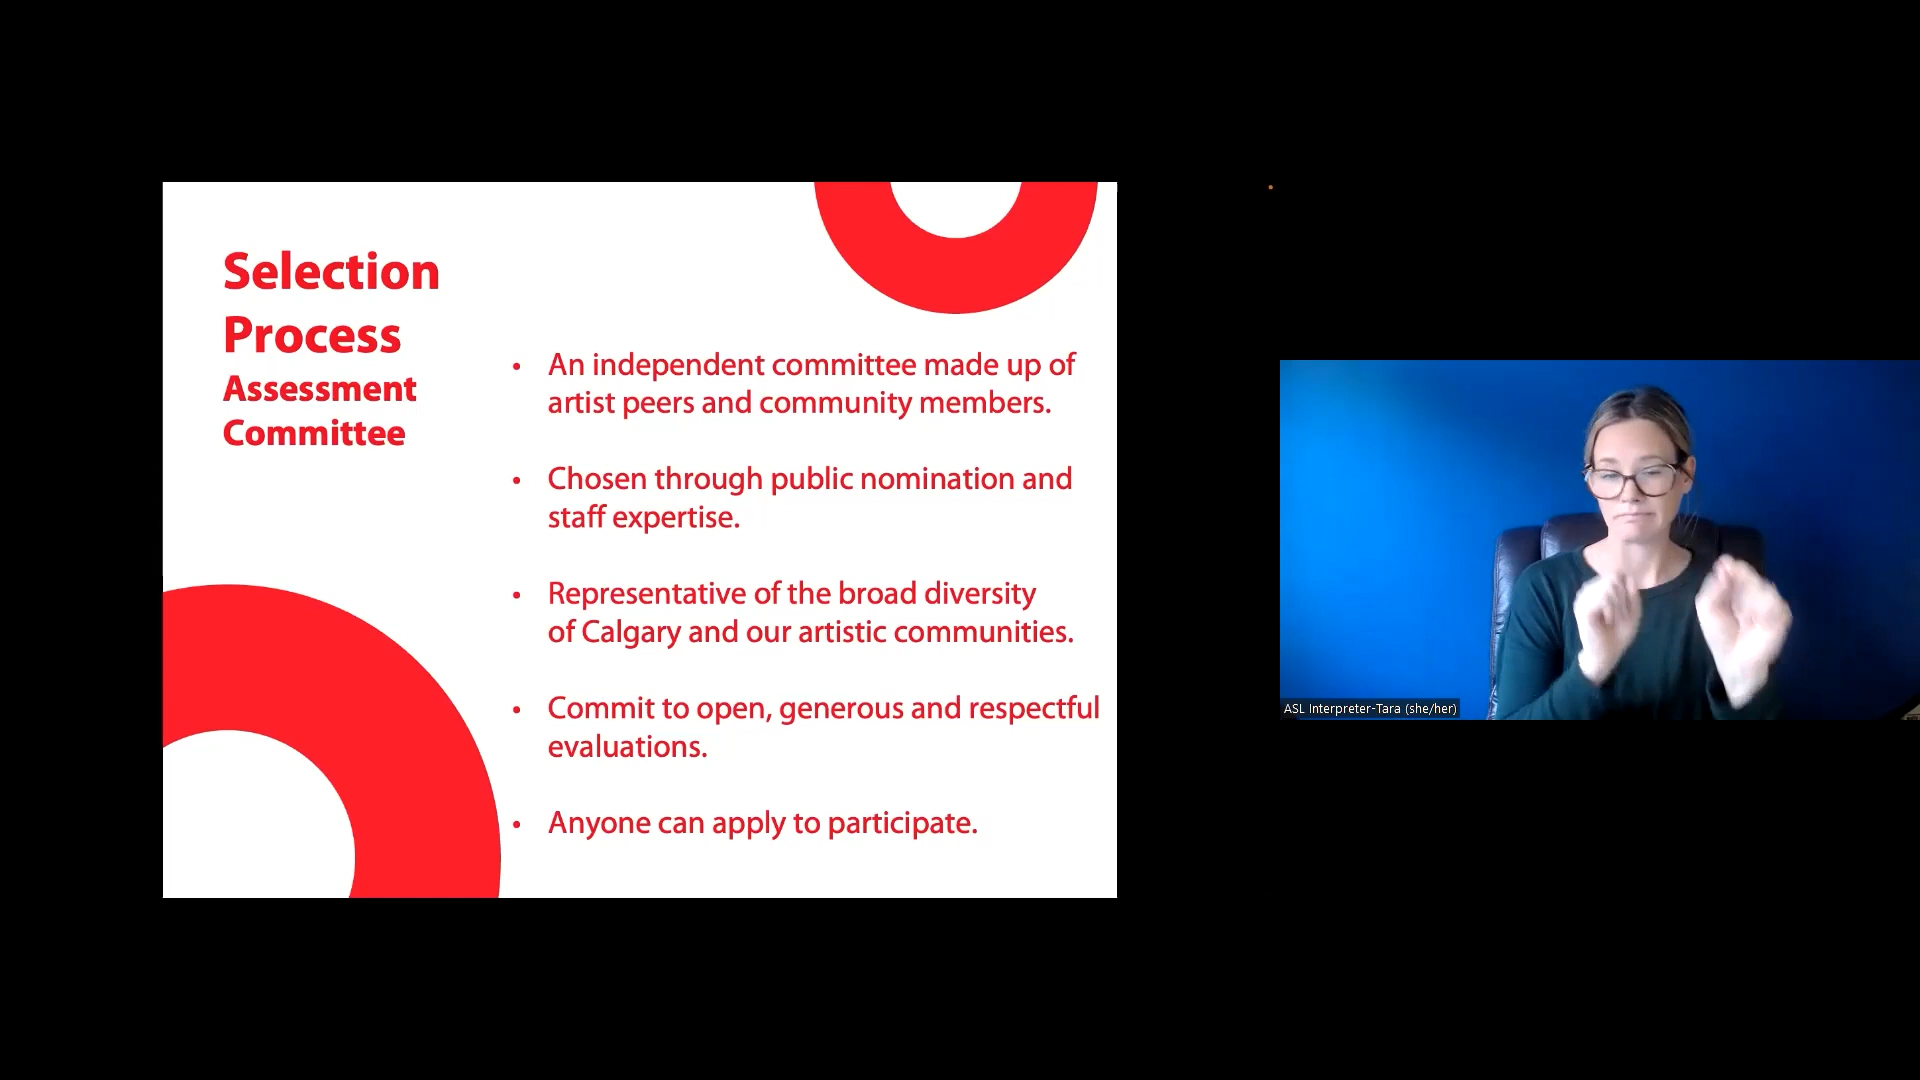 Selection
Process
Assessment
Committee
• An independent committee made up of
artist peers and community members.
• Chosen through public nomination and
staff expertise.
• Representative of the broad diversity
of Calgary and our artistic communities.
• Commit to open, generous and respectful
evaluations.
• Anyone can apply to participate.
ASL Interpreter-Tara (she/her)